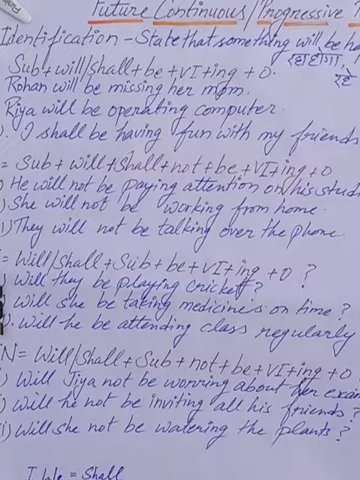 Future Continuous/Progressive
Identification - State that something will be
Sub+will/shall+be+VI+ing+O.
रहा होगा,
रहे
Rohan will be missing her mom.
Riya will be operating computer.
). I shall be having fun with my friends
= Sub+will+shall+not+be+VI+ing+O
) He will not be paying attention on his
) She will not be working from home.
) They will not be talking over the phone
= Will/shall+Sub+be+VI+ing+O ?
) Will they be playing cricket?
Will she be taking medicines on time?
). Will he be attending class regularly
N= Will/Shall+Sub+not+be+VI+ing+O
i) Will Jiya not be worring about her
) Will he not be inviting all his friends?
ii) Will she not be watering the plants?
I We = Shall